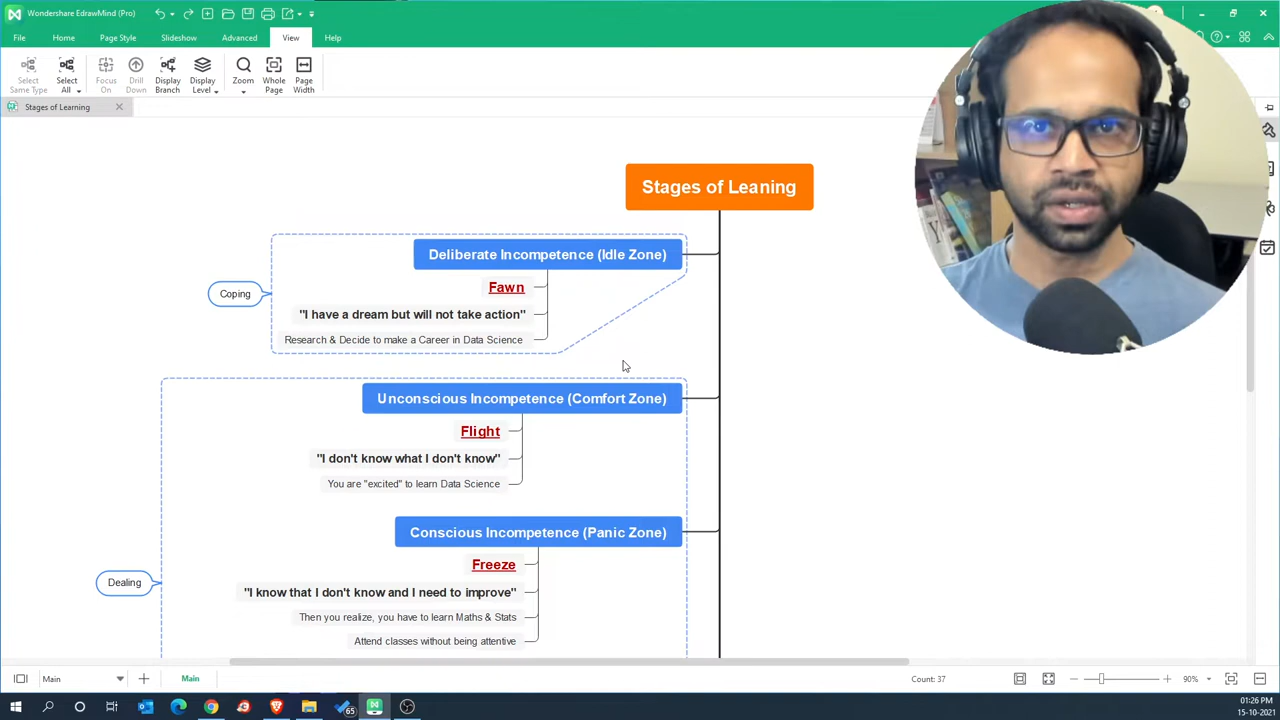 Wondershare EdrawMind (Pro)
File Home Page Style Slideshow Advanced View Help
Select Same Type
Select All
Focus On
Drill Down
Display Branch
Display Level
Zoom
Whole Page
Page Width
Stages of Learning
Stages of Leaning
Deliberate Incompetence (Idle Zone)
Fawn
Coping
"I have a dream but will not take action"
Research & Decide to make a Career in Data Science
Unconscious Incompetence (Comfort Zone)
Flight
"I don't know what I don't know"
You are "excited" to learn Data Science
Conscious Incompetence (Panic Zone)
Freeze
Dealing
"I know that I don't know and I need to improve"
Then you realize, you have to learn Maths & Stats
Attend classes without being attentive
Main
Main
Count: 37
90%
65
01:26 PM
15-10-2021